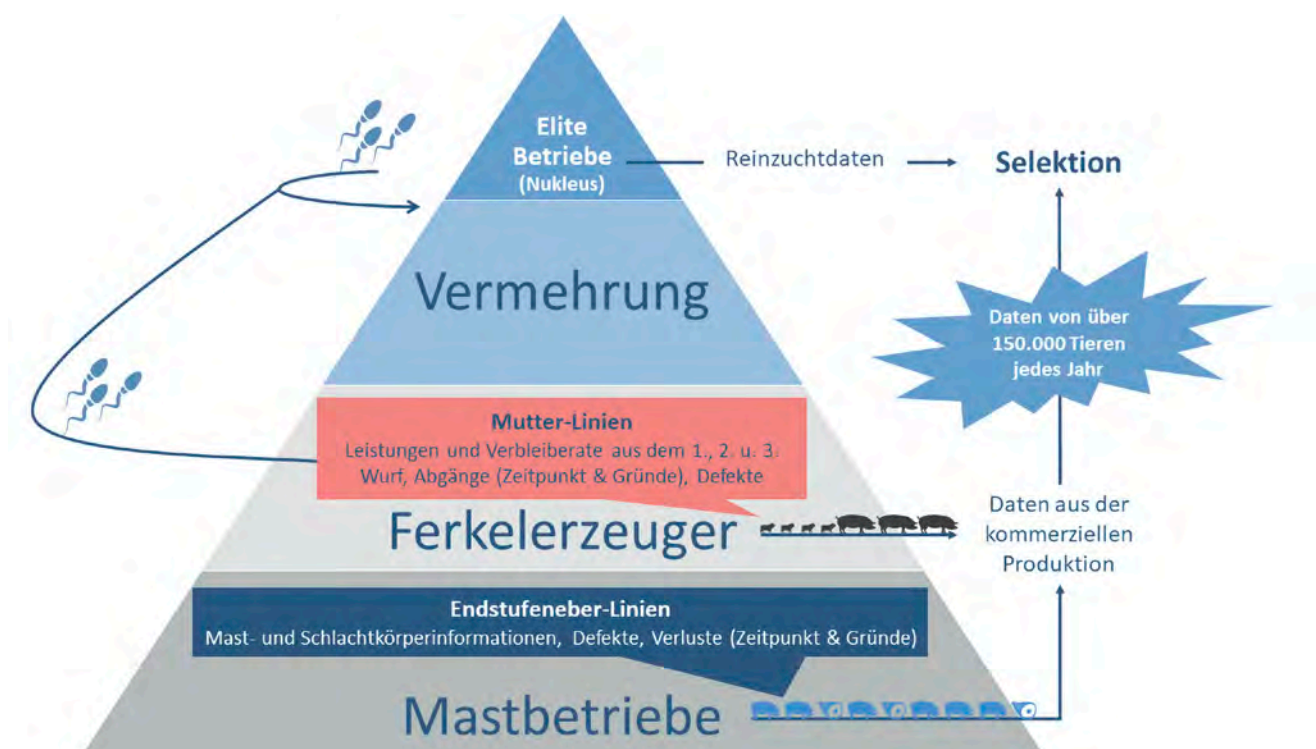 Elite
Betriebe
(Nukleus)
Reinzuchtdaten
Selektion
Vermehrung
Daten von über
150.000 Tieren
jedes Jahr
Mutter-Linien
Leistungen und Verbleiberate aus dem 1., 2. u. 3.
Wurf, Abgänge (Zeitpunkt & Gründe), Defekte
Ferkelerzeuger
Daten aus der
kommerziellen
Produktion
Endstufeneber-Linien
Mast- und Schlachtkörperinformationen, Defekte, Verluste (Zeitpunkt & Gründe)
Mastbetriebe